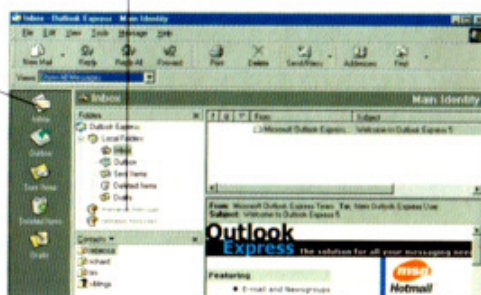 Inbox - Outlook Express - Main Identity
File Edit View Tools Message Help
New Mail Reply Reply All Forward Print Delete Send/Recv Addresses Find
Views Show All Messages
Inbox Main Identity
Inbox
Outbox
Sent Items
Deleted Items
Drafts
Folders
Outlook Express
Local Folders
Inbox
Outbox
Sent Items
Deleted Items
Drafts
Contacts
rebecca
richard
siblings
! From Subject
Microsoft Outlook Express... Welcome to Outlook Express 5
From: Microsoft Outlook Express Team To: New Outlook Express User
Subject: Welcome to Outlook Express 5
Outlook
Express The solution for all your messaging needs
Featuring
• E-mail and Newsgroups
msn
Hotmail